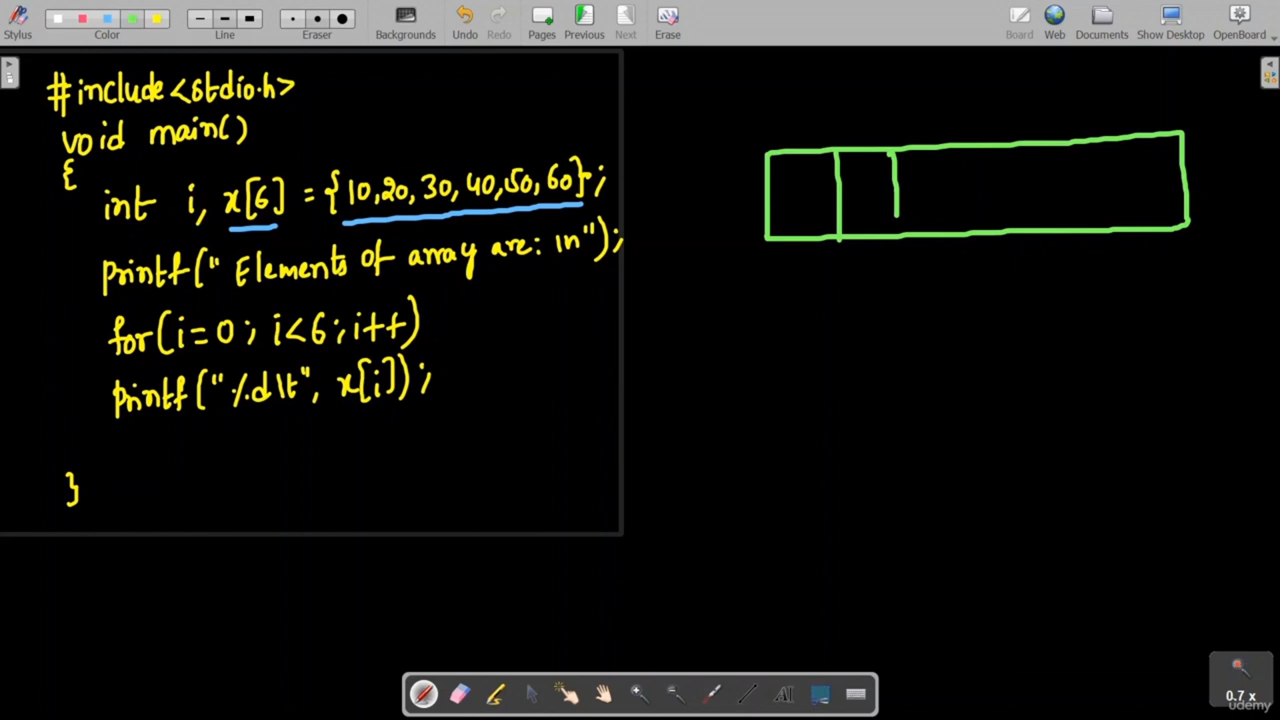 Stylus Color Line Eraser Backgrounds Undo Redo Pages Previous Next Erase Board Web Documents Show Desktop OpenBoard
#include<stdio.h>
void main()
{
int i, x[6] = {10,20,30,40,50,60};
printf(" Elements of array are: \n");
for(i=0; i<6; i++)
printf("%d\t", x[i]);
}
0.7 x
udemy